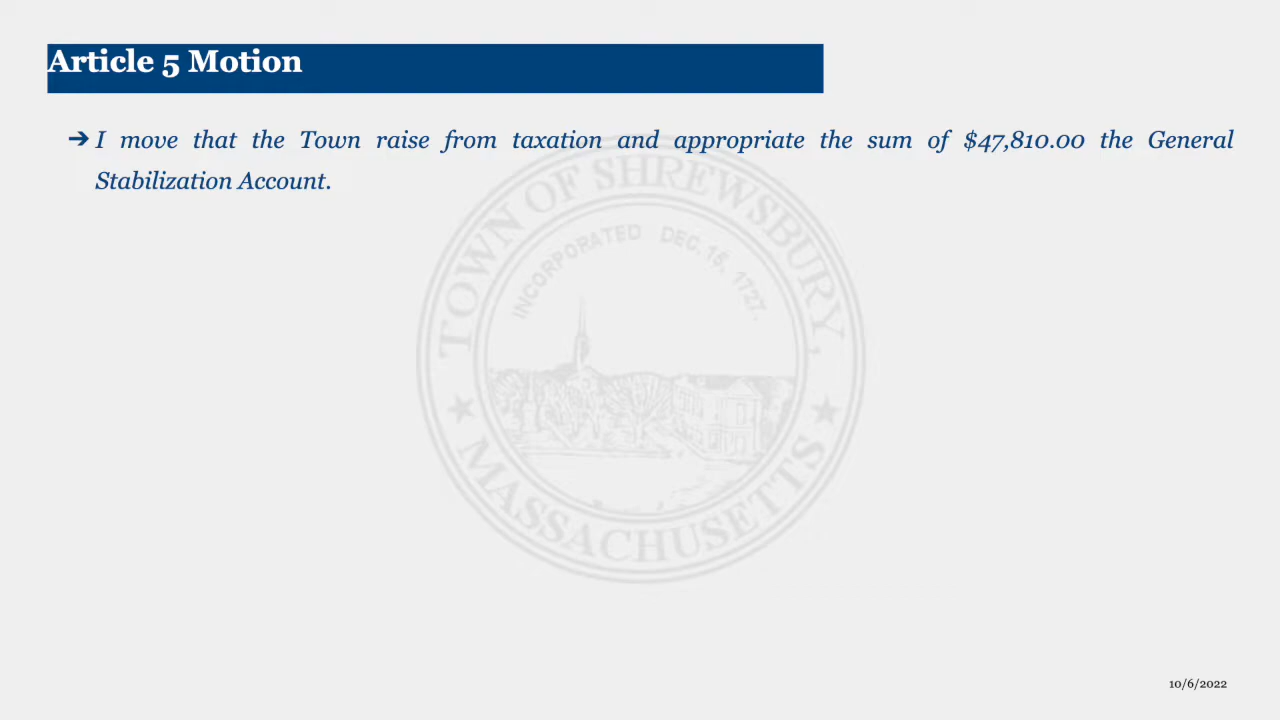 Article 5 Motion
➔ I move that the Town raise from taxation and appropriate the sum of $47,810.00 the General
Stabilization Account.
TOWN OF SHREWSBURY,
INCORPORATED DEC. 15, 1727.
★ MASSACHUSETTS ★
10/6/2022